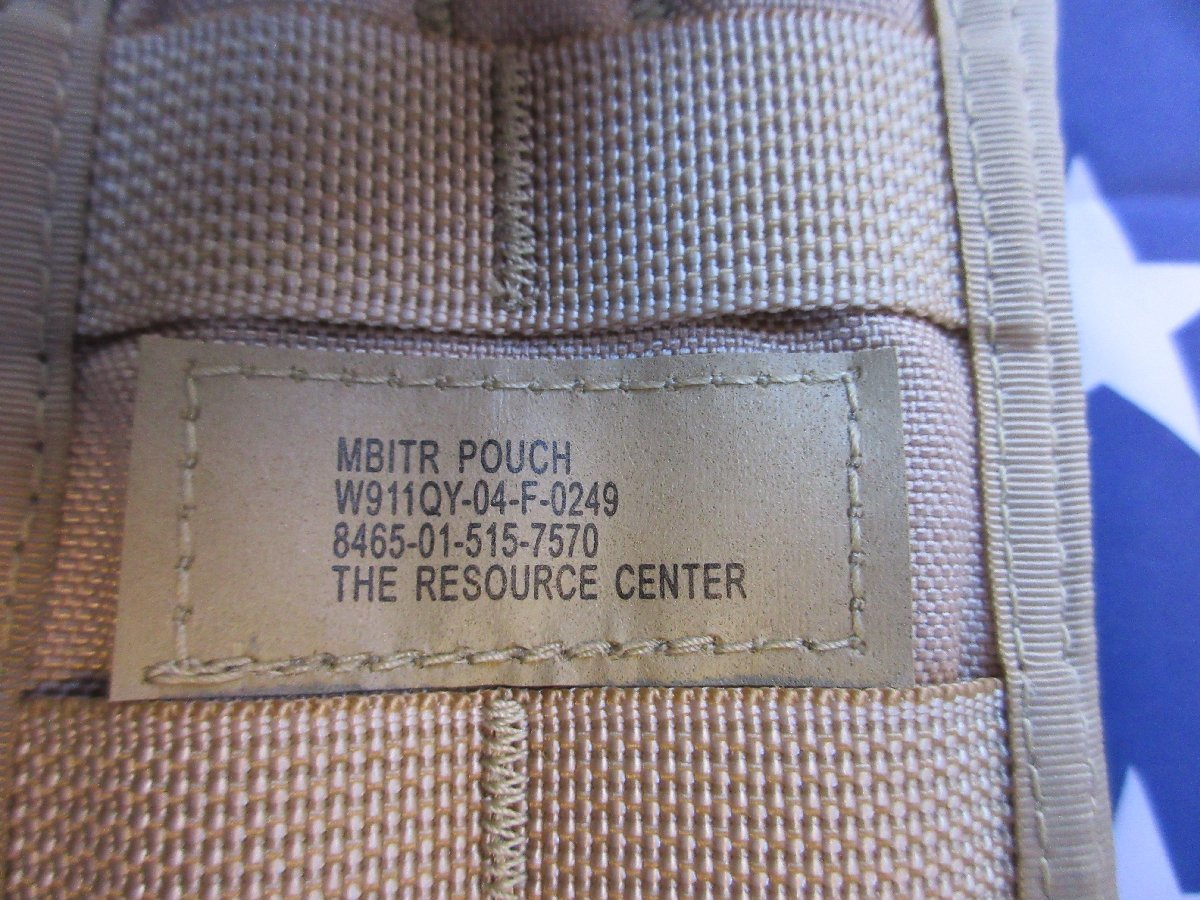 MBITR POUCH
W911QY-04-F-0249
8465-01-515-7570
THE RESOURCE CENTER